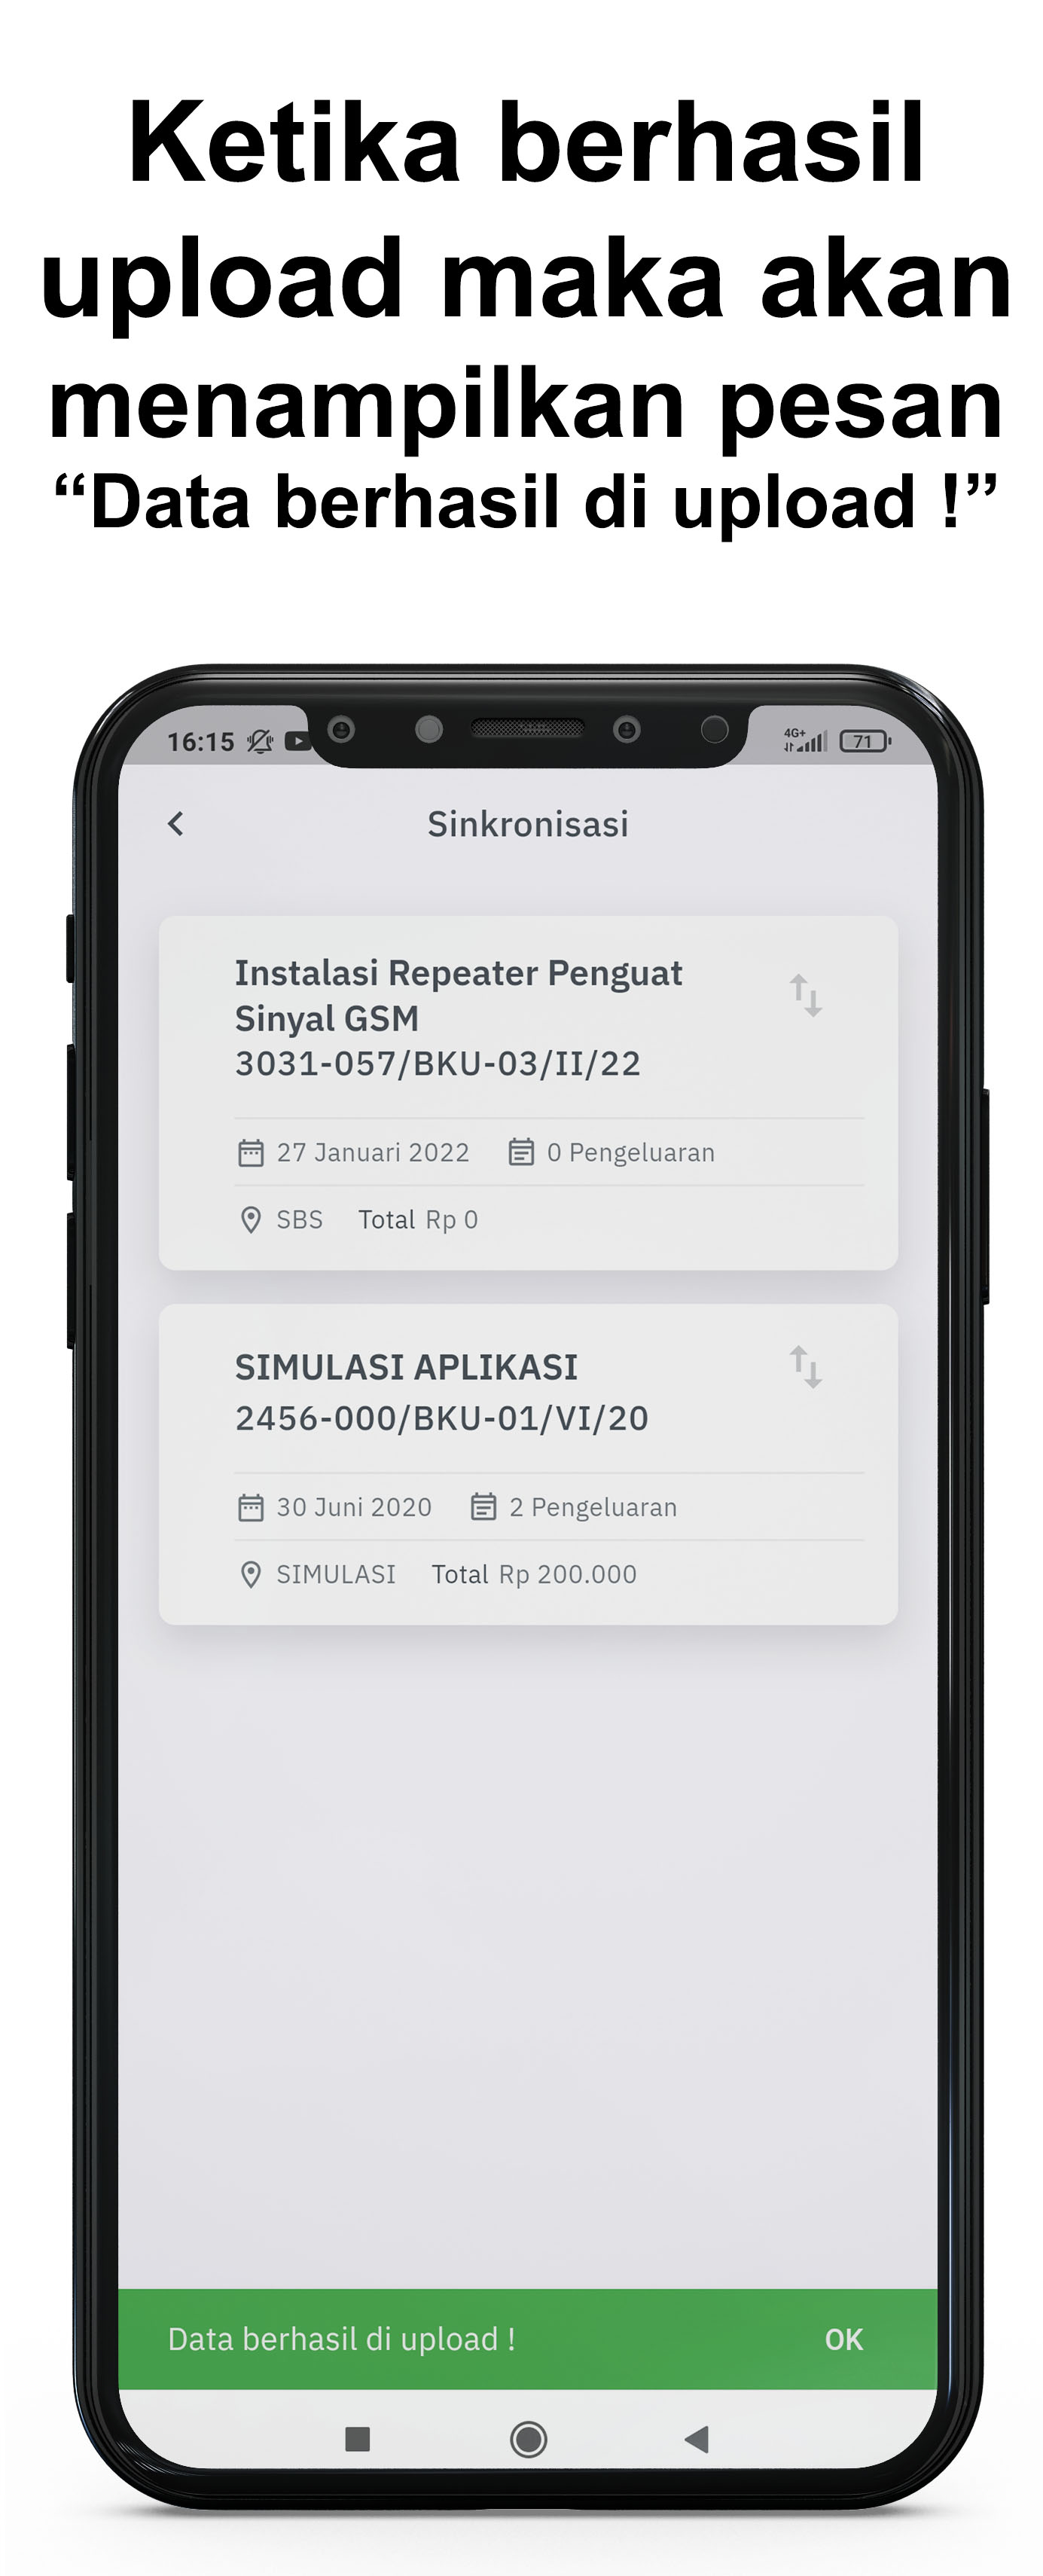 Ketika berhasil
upload maka akan
menampilkan pesan
“Data berhasil di upload !”
16:15
4G+
71
Sinkronisasi
Instalasi Repeater Penguat
Sinyal GSM
3031-057/BKU-03/II/22
27 Januari 2022 0 Pengeluaran
SBS Total Rp 0
SIMULASI APLIKASI
2456-000/BKU-01/VI/20
30 Juni 2020 2 Pengeluaran
SIMULASI Total Rp 200.000
Data berhasil di upload ! OK